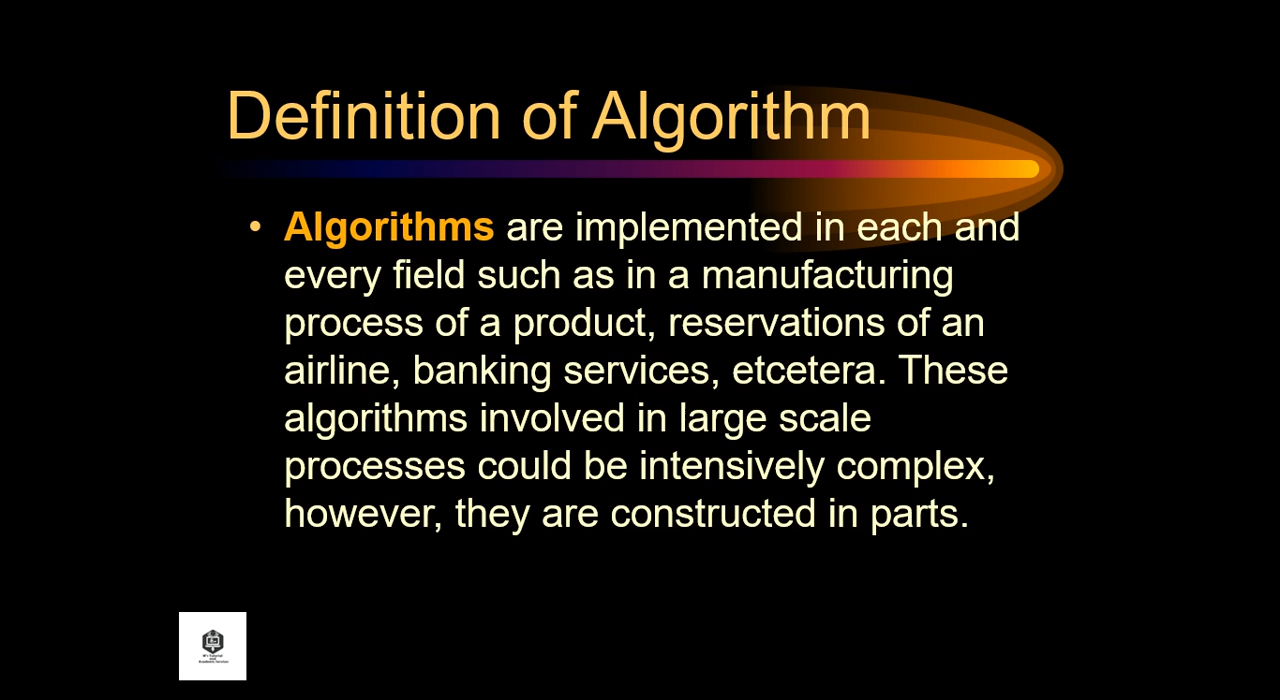 Definition of Algorithm
• Algorithms are implemented in each and
every field such as in a manufacturing
process of a product, reservations of an
airline, banking services, etcetera. These
algorithms involved in large scale
processes could be intensively complex,
however, they are constructed in parts.